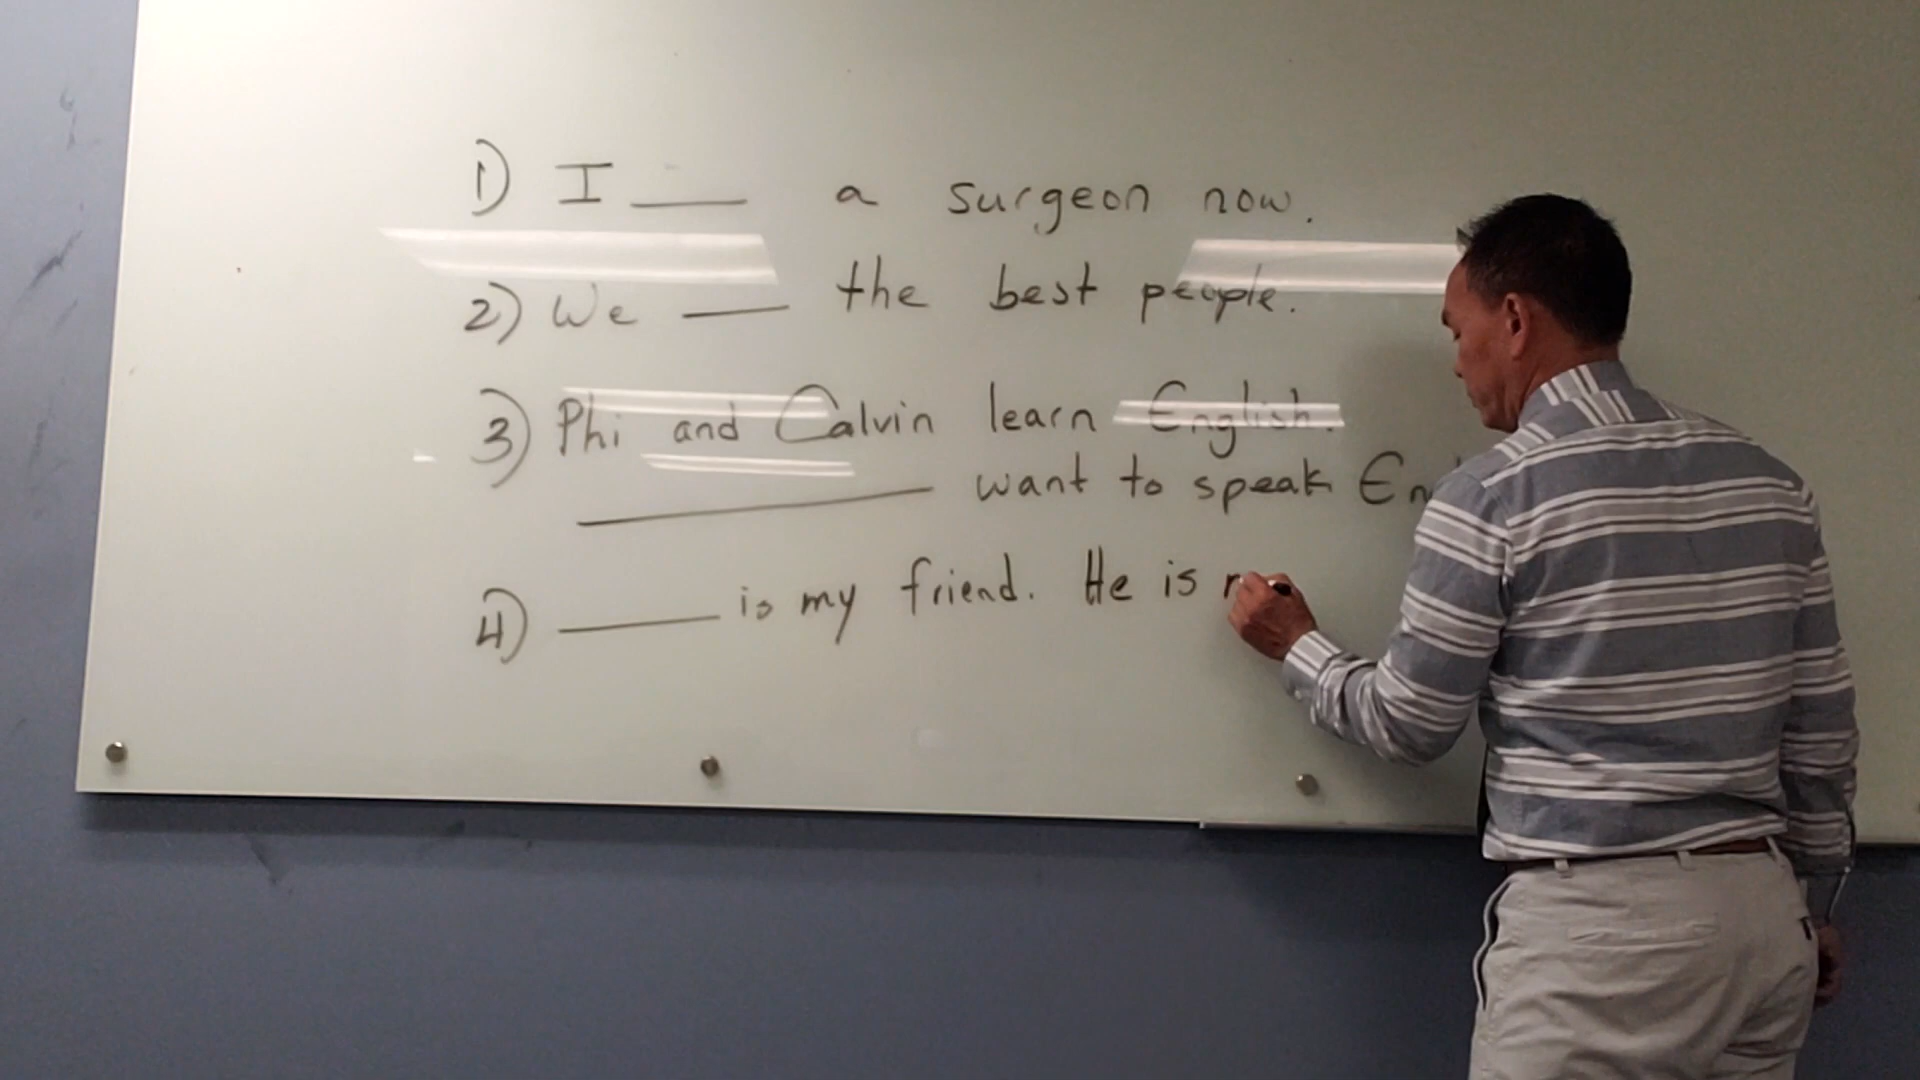 1) I ___ a surgeon now.
2) We ___ the best people.
3) Phi and Calvin learn English.
___ want to speak
4) ___ is my friend. He is